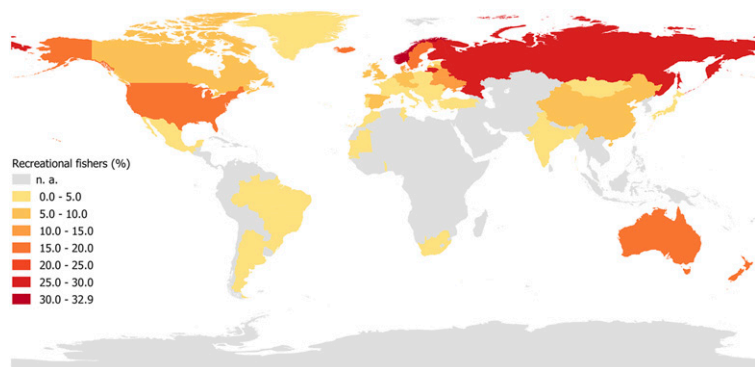 Recreational fishers (%)
n. a.
0.0 - 5.0
5.0 - 10.0
10.0 - 15.0
15.0 - 20.0
20.0 - 25.0
25.0 - 30.0
30.0 - 32.9